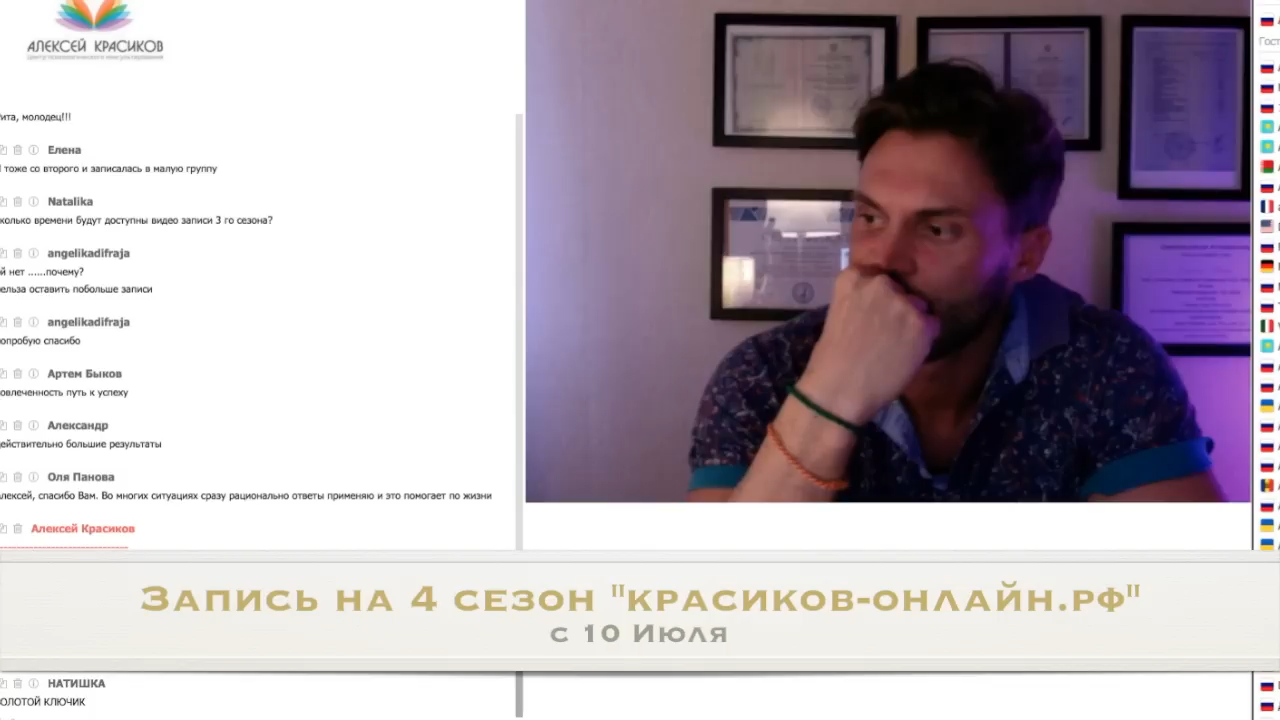 АЛЕКСЕЙ КРАСИКОВ
ита, молодец!!!
Елена
тоже со второго и записалась в малую группу
Natalika
колько времени будут доступны видео записи 3 го сезона?
angelikadifraja
й нет ......почему?
ельза оставить побольше записи
angelikadifraja
опробую спасибо
Артем Быков
овлеченность путь к успеху
Александр
ействительно большие результаты
Оля Панова
лексей, спасибо Вам. Во многих ситуациях сразу рационально ответы применяю и это помогает по жизни
Алексей Красиков
Гост
Запись на 4 сезон "красиков-онлайн.рф"
с 10 Июля
НАТИШКА
ОЛОТОЙ КЛЮЧИК